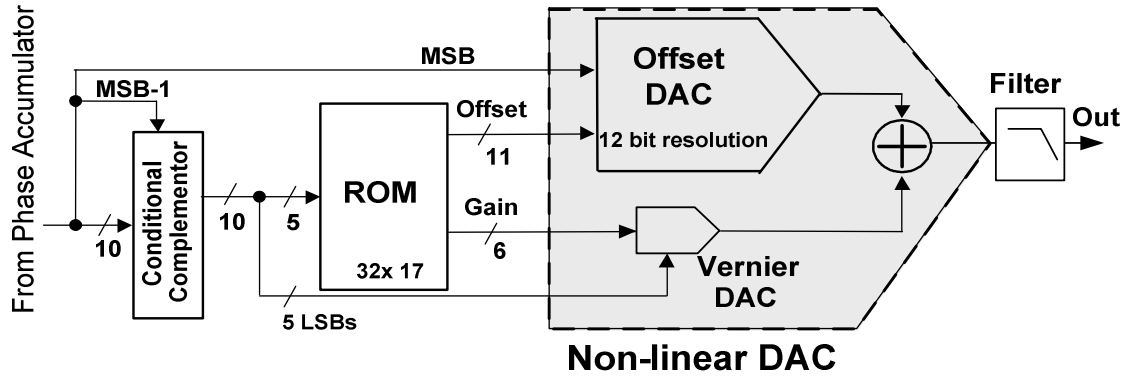 From Phase Accumulator
MSB
MSB-1
10
Conditional
Complementor
10
5
5 LSBs
ROM
32x 17
Offset
11
Gain
6
Offset
DAC
12 bit resolution
Vernier
DAC
Non-linear DAC
Filter
Out